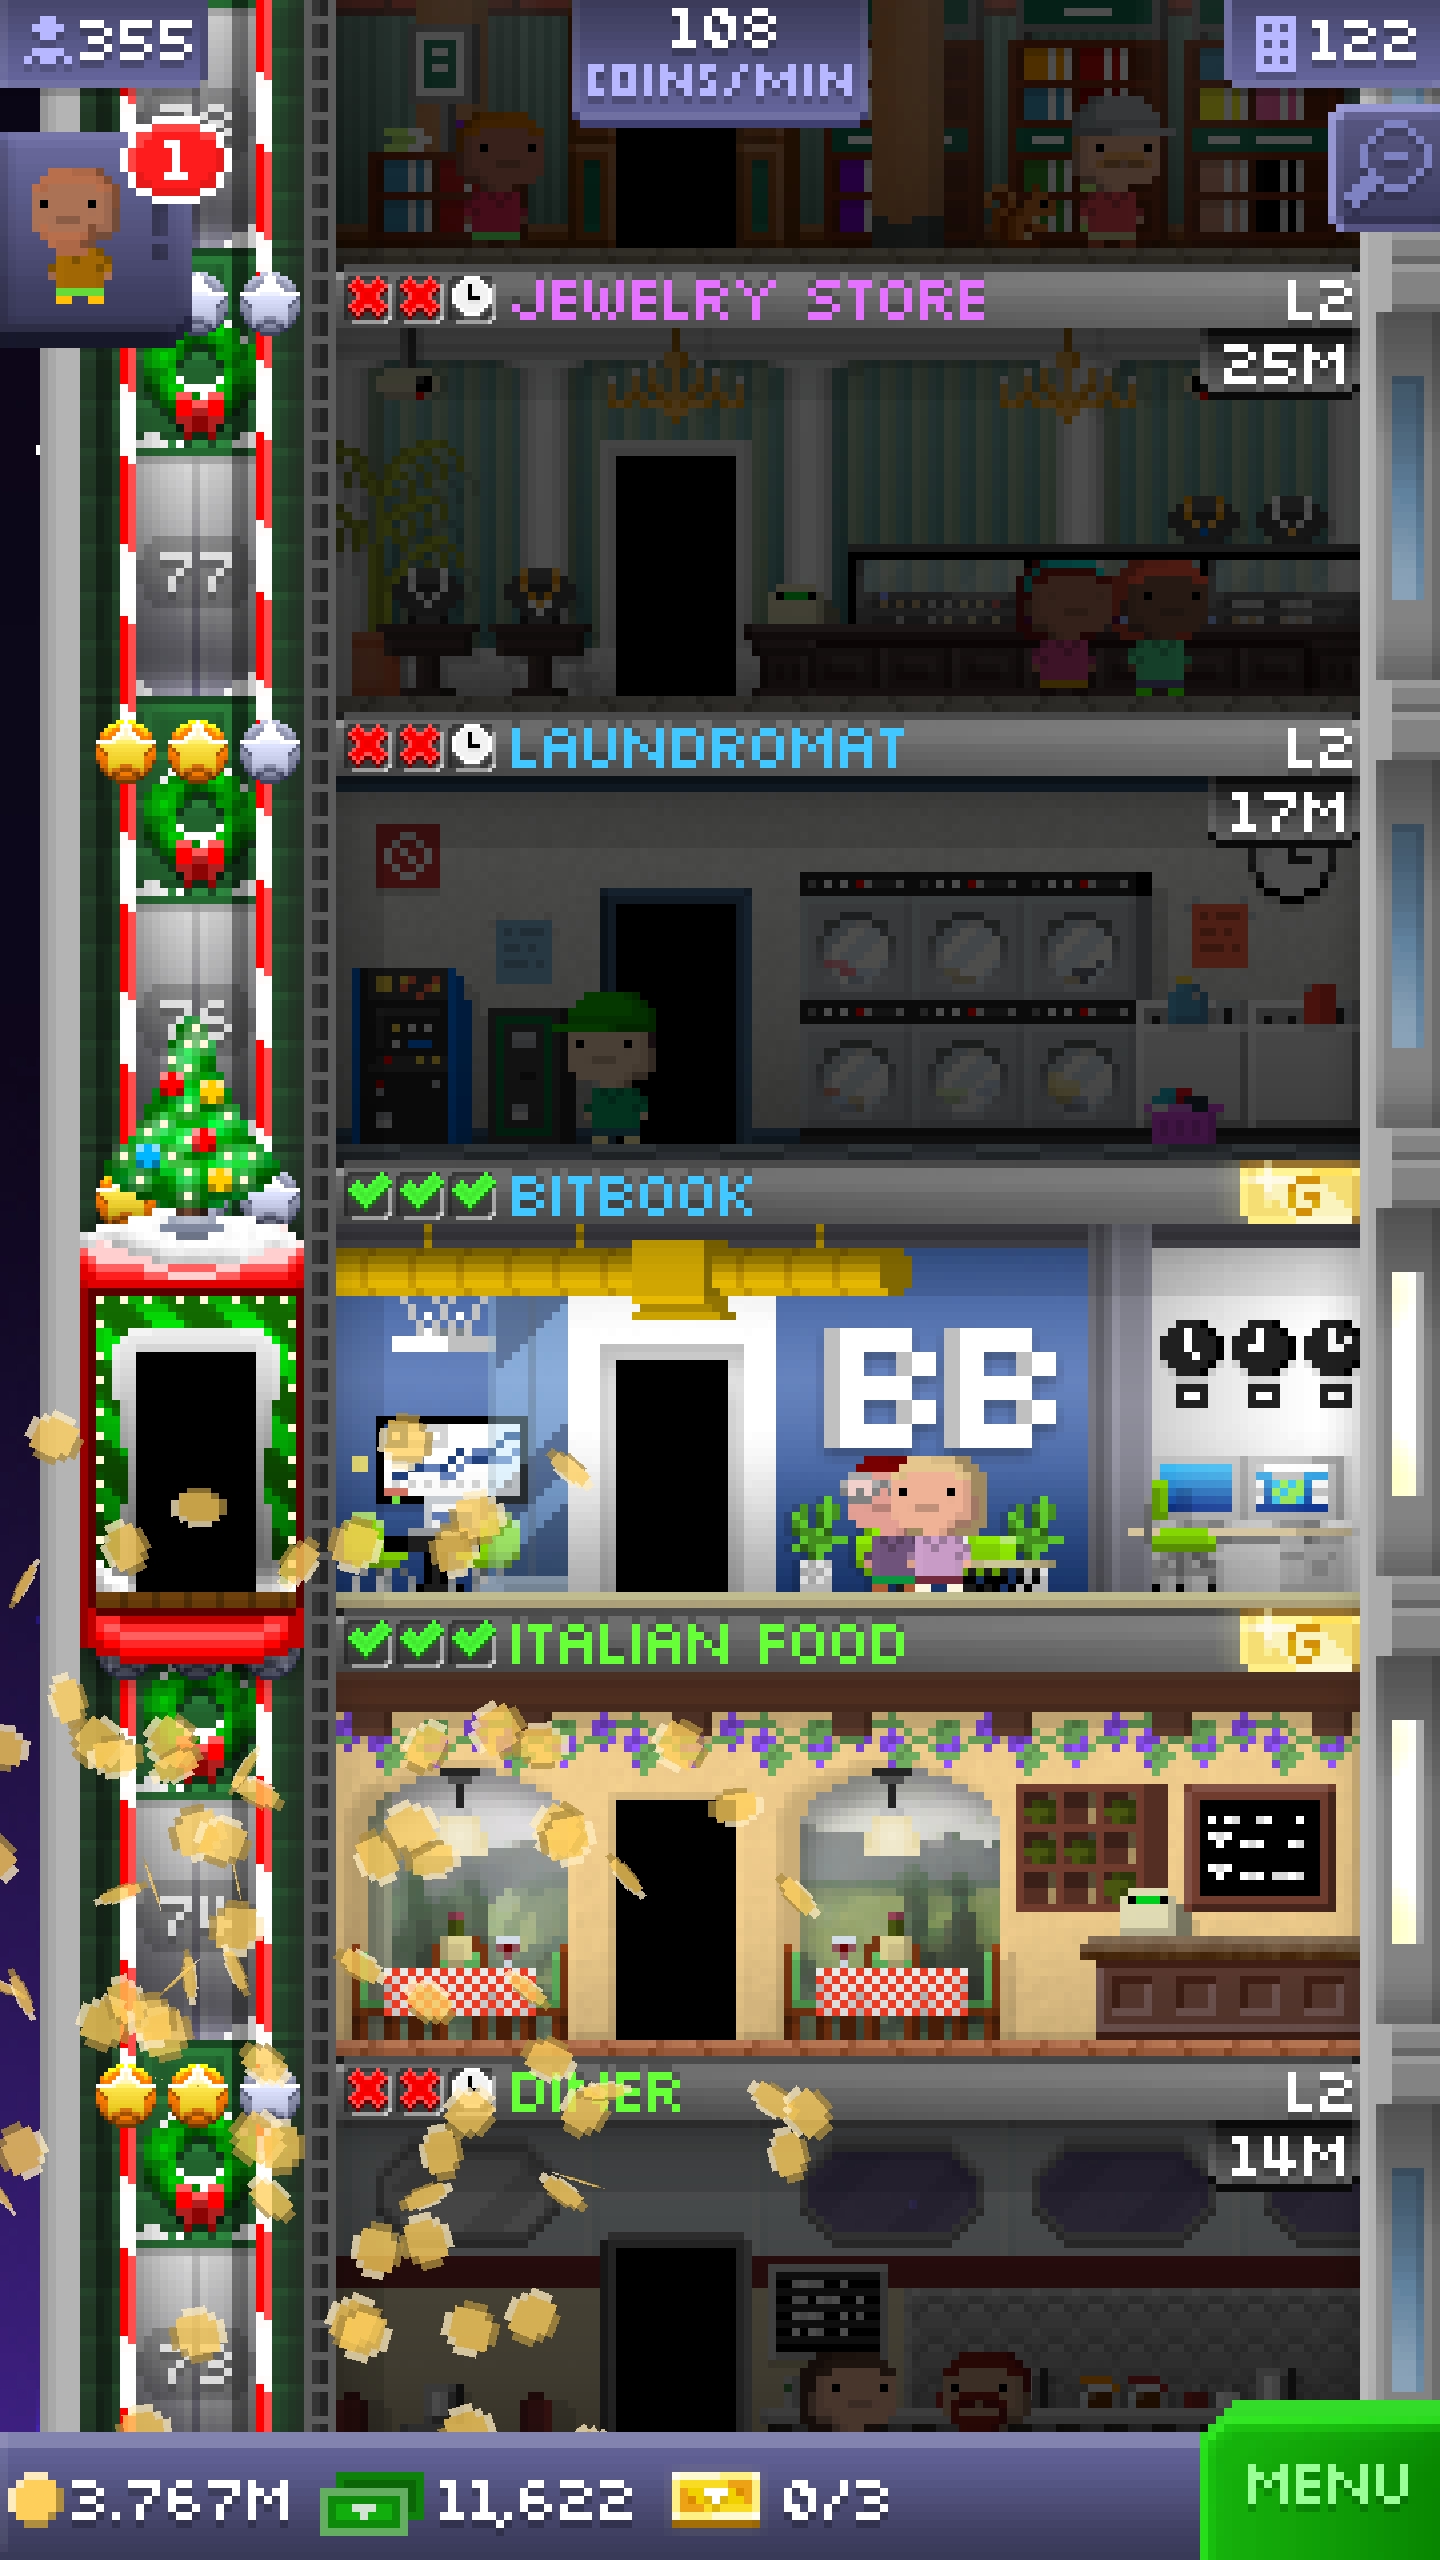 355
108
COINS/MIN
122
1
JEWELRY STORE
L2
25M
77
LAUNDROMAT
L2
17M
76
BITBOOK
G
BB
ITALIAN FOOD
G
74
DINER
L2
14M
73
3.767M
11,622
0/3
MENU